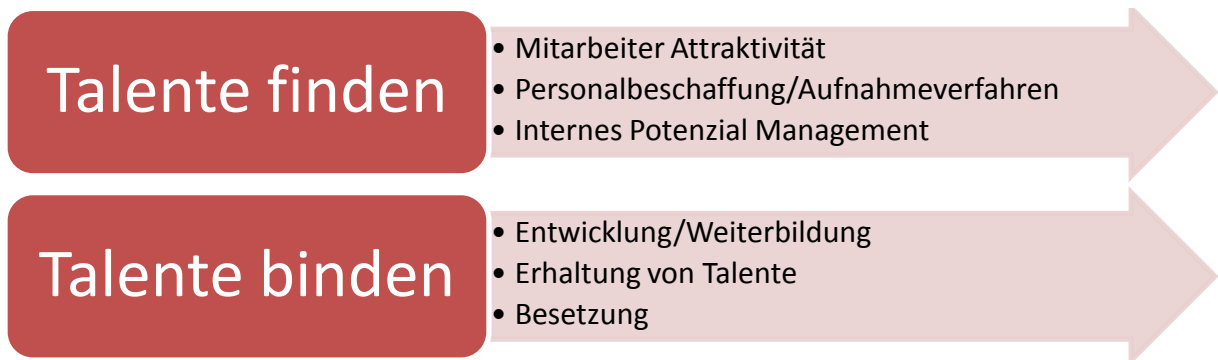 Talente finden
• Mitarbeiter Attraktivität
• Personalbeschaffung/Aufnahmeverfahren
• Internes Potenzial Management
Talente binden
• Entwicklung/Weiterbildung
• Erhaltung von Talente
• Besetzung